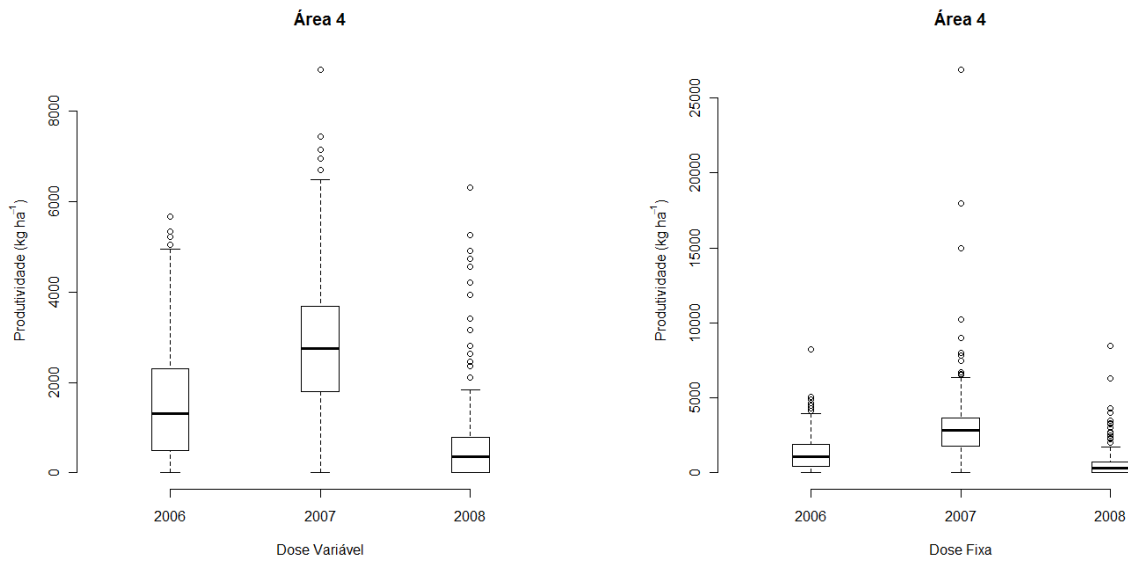 Área 4
Produtividade (kg ha⁻¹)
8000
6000
4000
2000
0
2006 2007 2008
Dose Variável
Área 4
Produtividade (kg ha⁻¹)
25000
20000
15000
10000
5000
0
2006 2007 2008
Dose Fixa